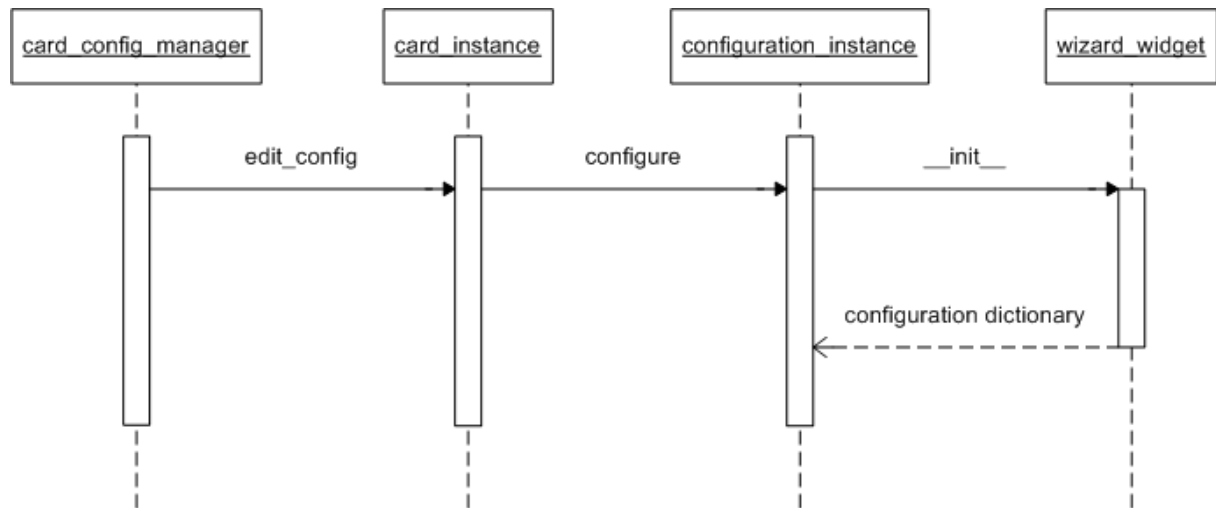 card_config_manager
card_instance
configuration_instance
wizard_widget
edit_config
configure
__init__
configuration dictionary